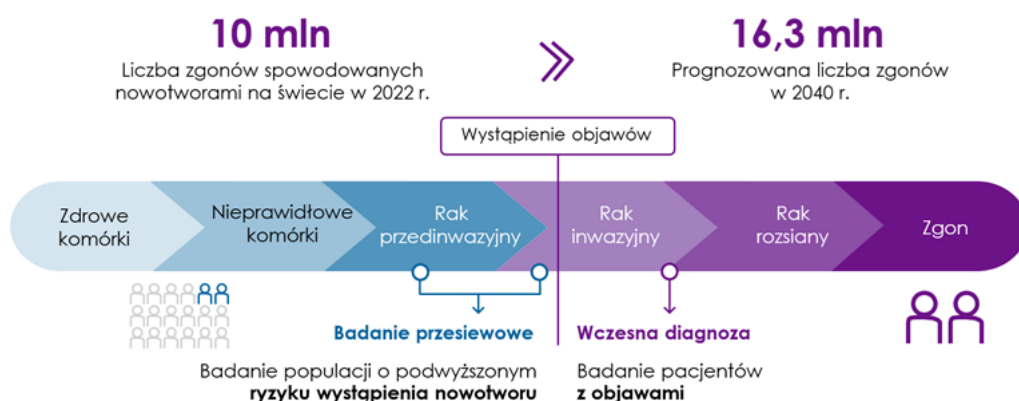 10 mln
Liczba zgonów spowodowanych
nowotworami na świecie w 2022 r.
16,3 mln
Prognozowana liczba zgonów
w 2040 r.
Wystąpienie objawów
Zdrowe
komórki
Nieprawidłowe
komórki
Rak
przedinwazyjny
Rak
inwazyjny
Rak
rozsiany
Zgon
Badanie przesiewowe
Badanie populacji o podwyższonym
ryzyku wystąpienia nowotworu
Wczesna diagnoza
Badanie pacjentów
z objawami